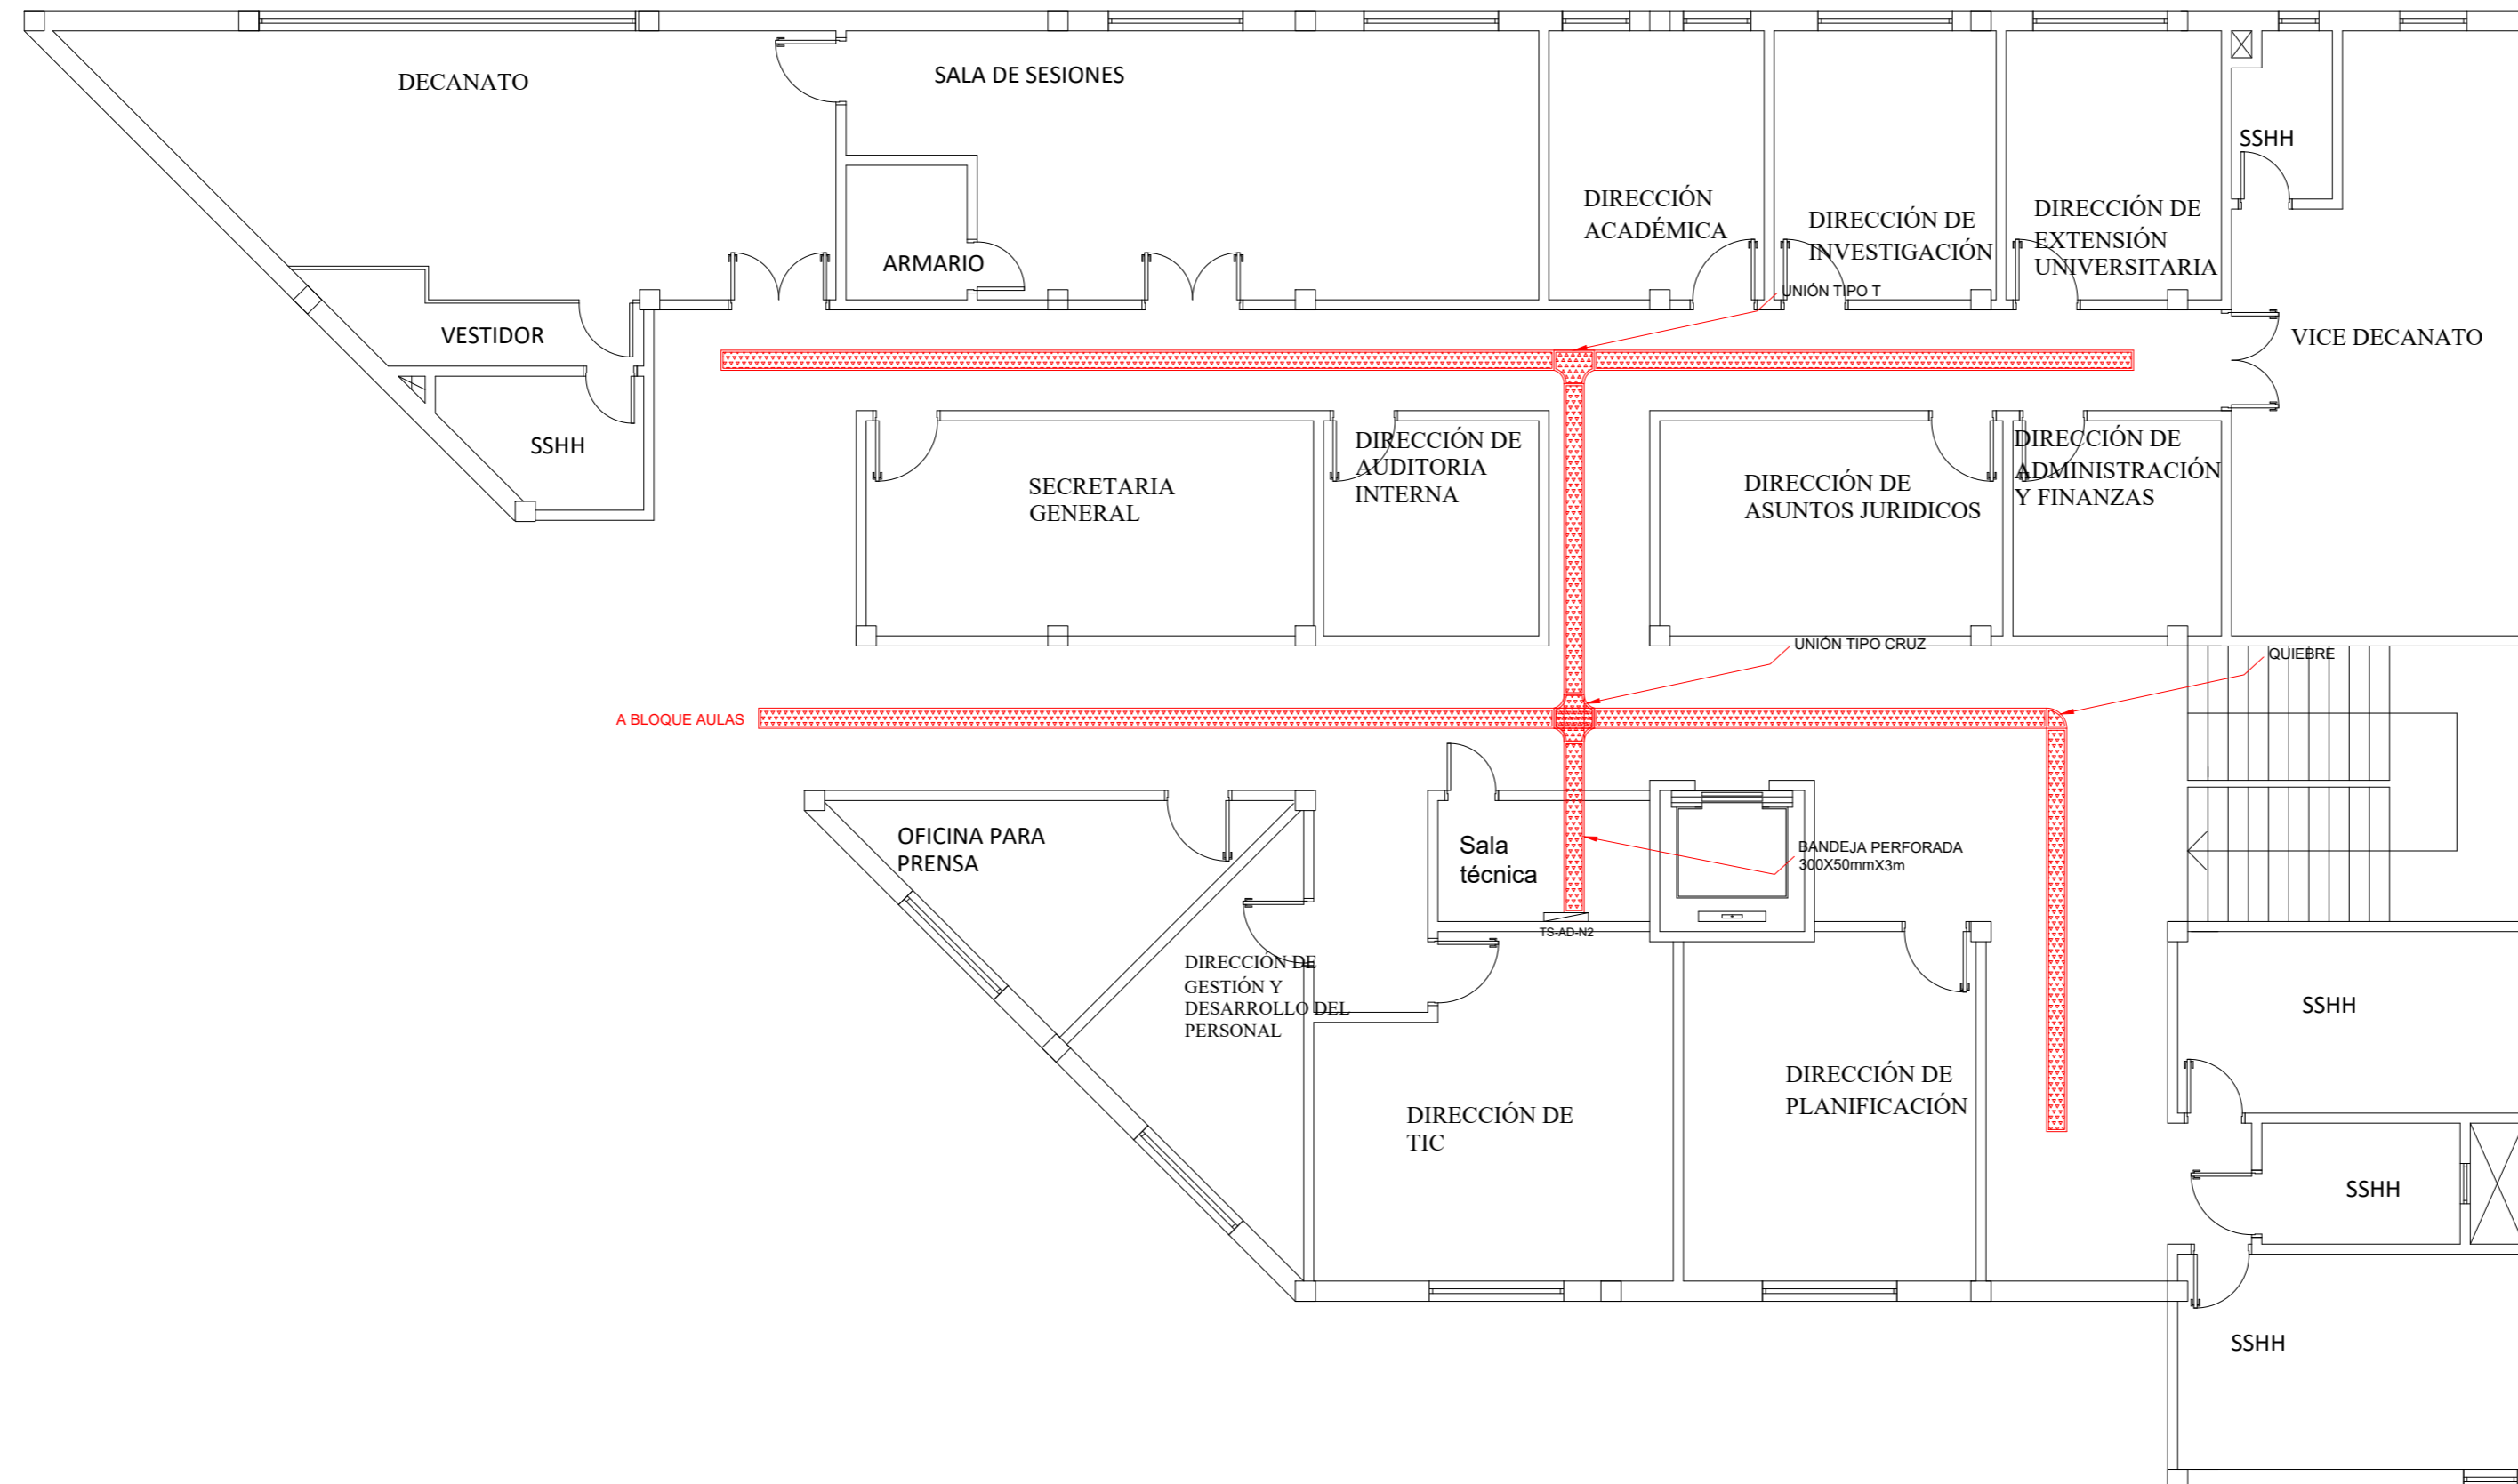 DECANATO
SALA DE SESIONES
SSHH
DIRECCIÓN
ACADÉMICA
DIRECCIÓN DE
INVESTIGACIÓN
DIRECCIÓN DE
EXTENSIÓN
UNIVERSITARIA
ARMARIO
UNIÓN TIPO T
VESTIDOR
VICE DECANATO
SSHH
SECRETARIA
GENERAL
DIRECCIÓN DE
AUDITORIA
INTERNA
DIRECCIÓN DE
ASUNTOS JURIDICOS
DIRECCIÓN DE
ADMINISTRACIÓN
Y FINANZAS
UNIÓN TIPO CRUZ
QUIEBRE
A BLOQUE AULAS
OFICINA PARA
PRENSA
Sala
técnica
BANDEJA PERFORADA
300X50mmX3m
TS-AD-N2
DIRECCIÓN DE
GESTIÓN Y
DESARROLLO DEL
PERSONAL
SSHH
DIRECCIÓN DE
TIC
DIRECCIÓN DE
PLANIFICACIÓN
SSHH
SSHH